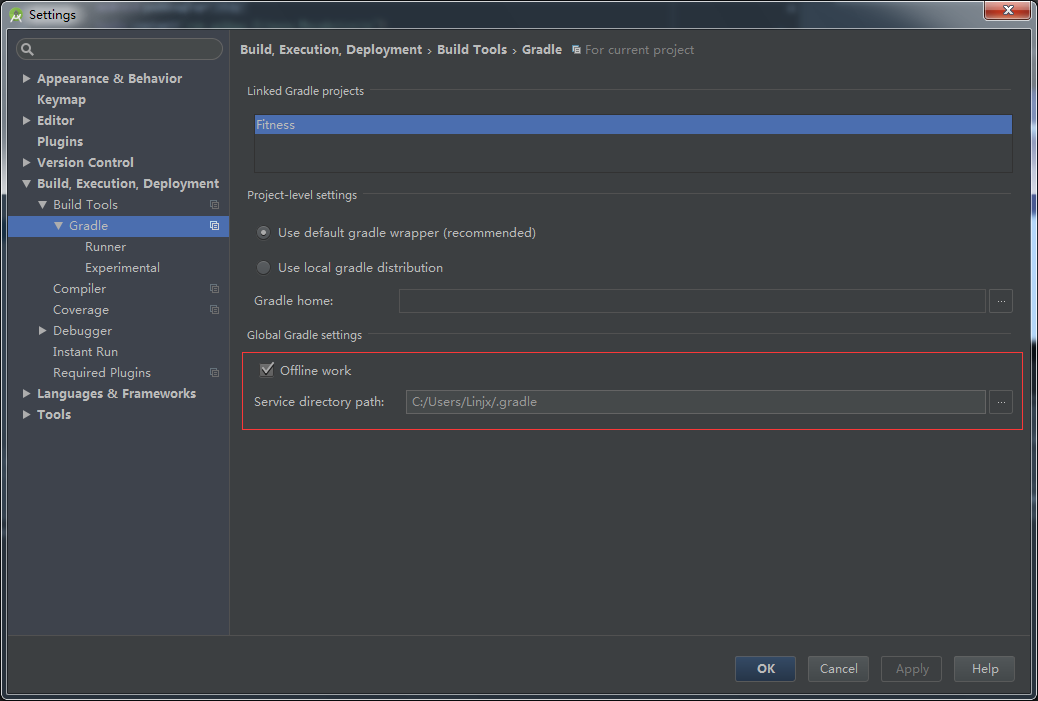 Settings
Build, Execution, Deployment › Build Tools › Gradle For current project
Appearance & Behavior
Keymap
Editor
Plugins
Version Control
Build, Execution, Deployment
Build Tools
Gradle
Runner
Experimental
Compiler
Coverage
Debugger
Instant Run
Required Plugins
Languages & Frameworks
Tools
Linked Gradle projects
Fitness
Project-level settings
Use default gradle wrapper (recommended)
Use local gradle distribution
Gradle home:
...
Global Gradle settings
Offline work
Service directory path: C:/Users/Linjx/.gradle ...
OK Cancel Apply Help